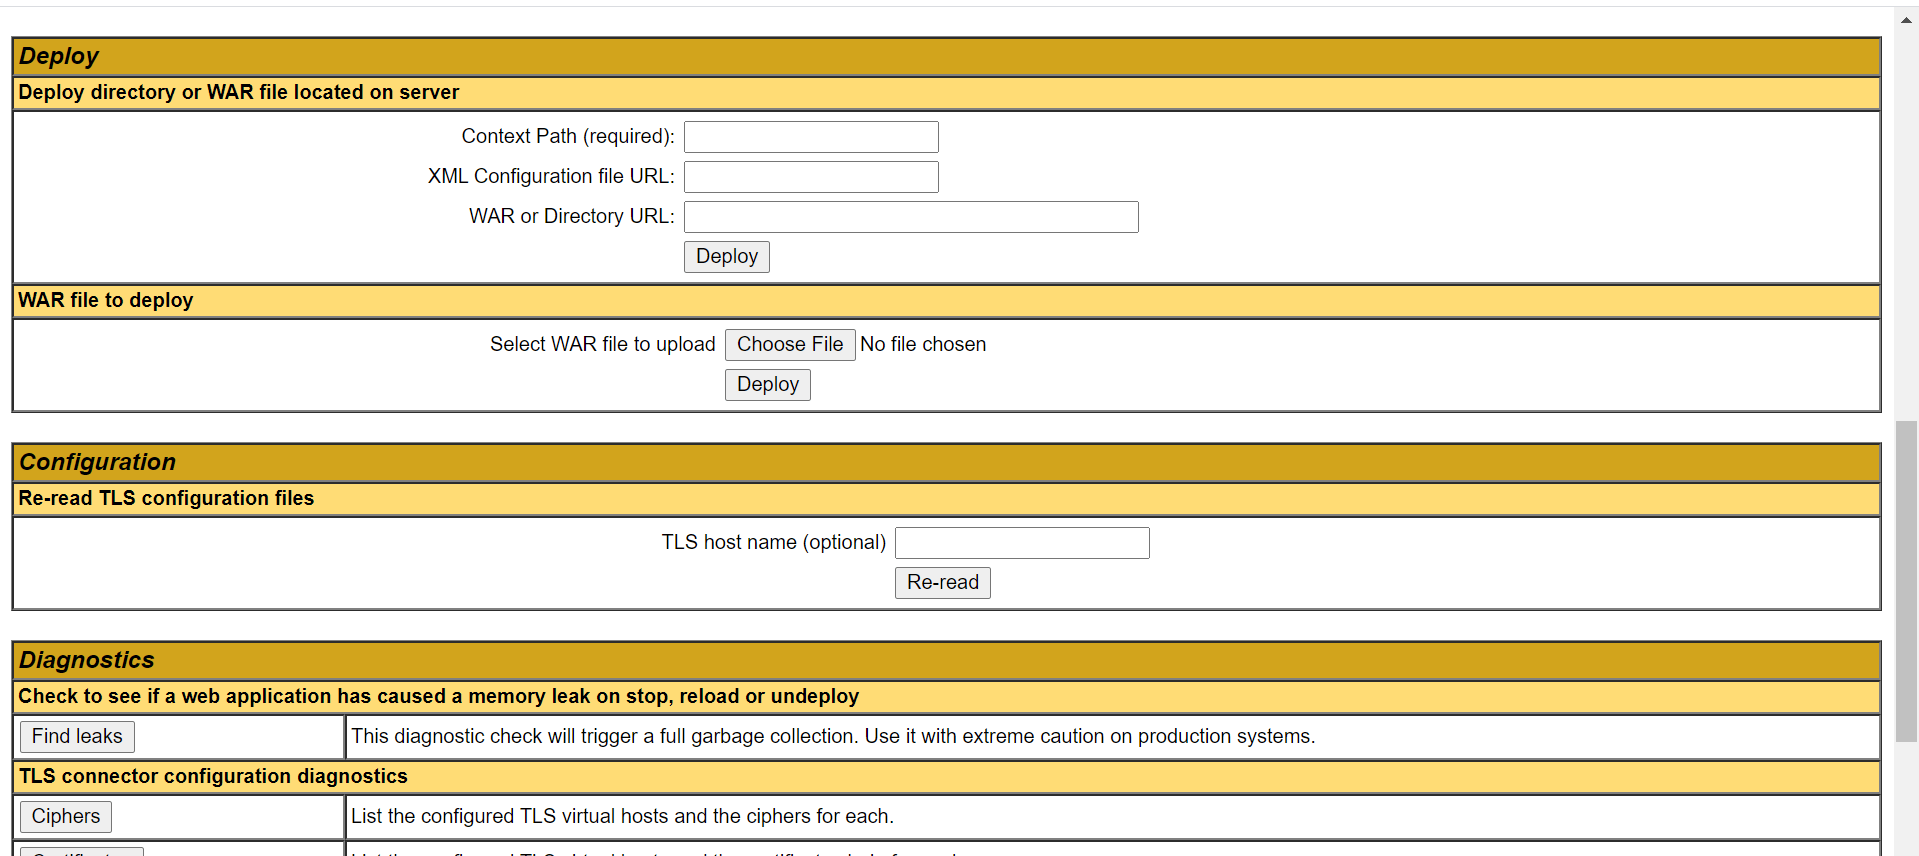 Deploy
Deploy directory or WAR file located on server
Context Path (required):
XML Configuration file URL:
WAR or Directory URL:
Deploy
WAR file to deploy
Select WAR file to upload Choose File No file chosen
Deploy
Configuration
Re-read TLS configuration files
TLS host name (optional)
Re-read
Diagnostics
Check to see if a web application has caused a memory leak on stop, reload or undeploy
Find leaks This diagnostic check will trigger a full garbage collection. Use it with extreme caution on production systems.
TLS connector configuration diagnostics
Ciphers List the configured TLS virtual hosts and the ciphers for each.